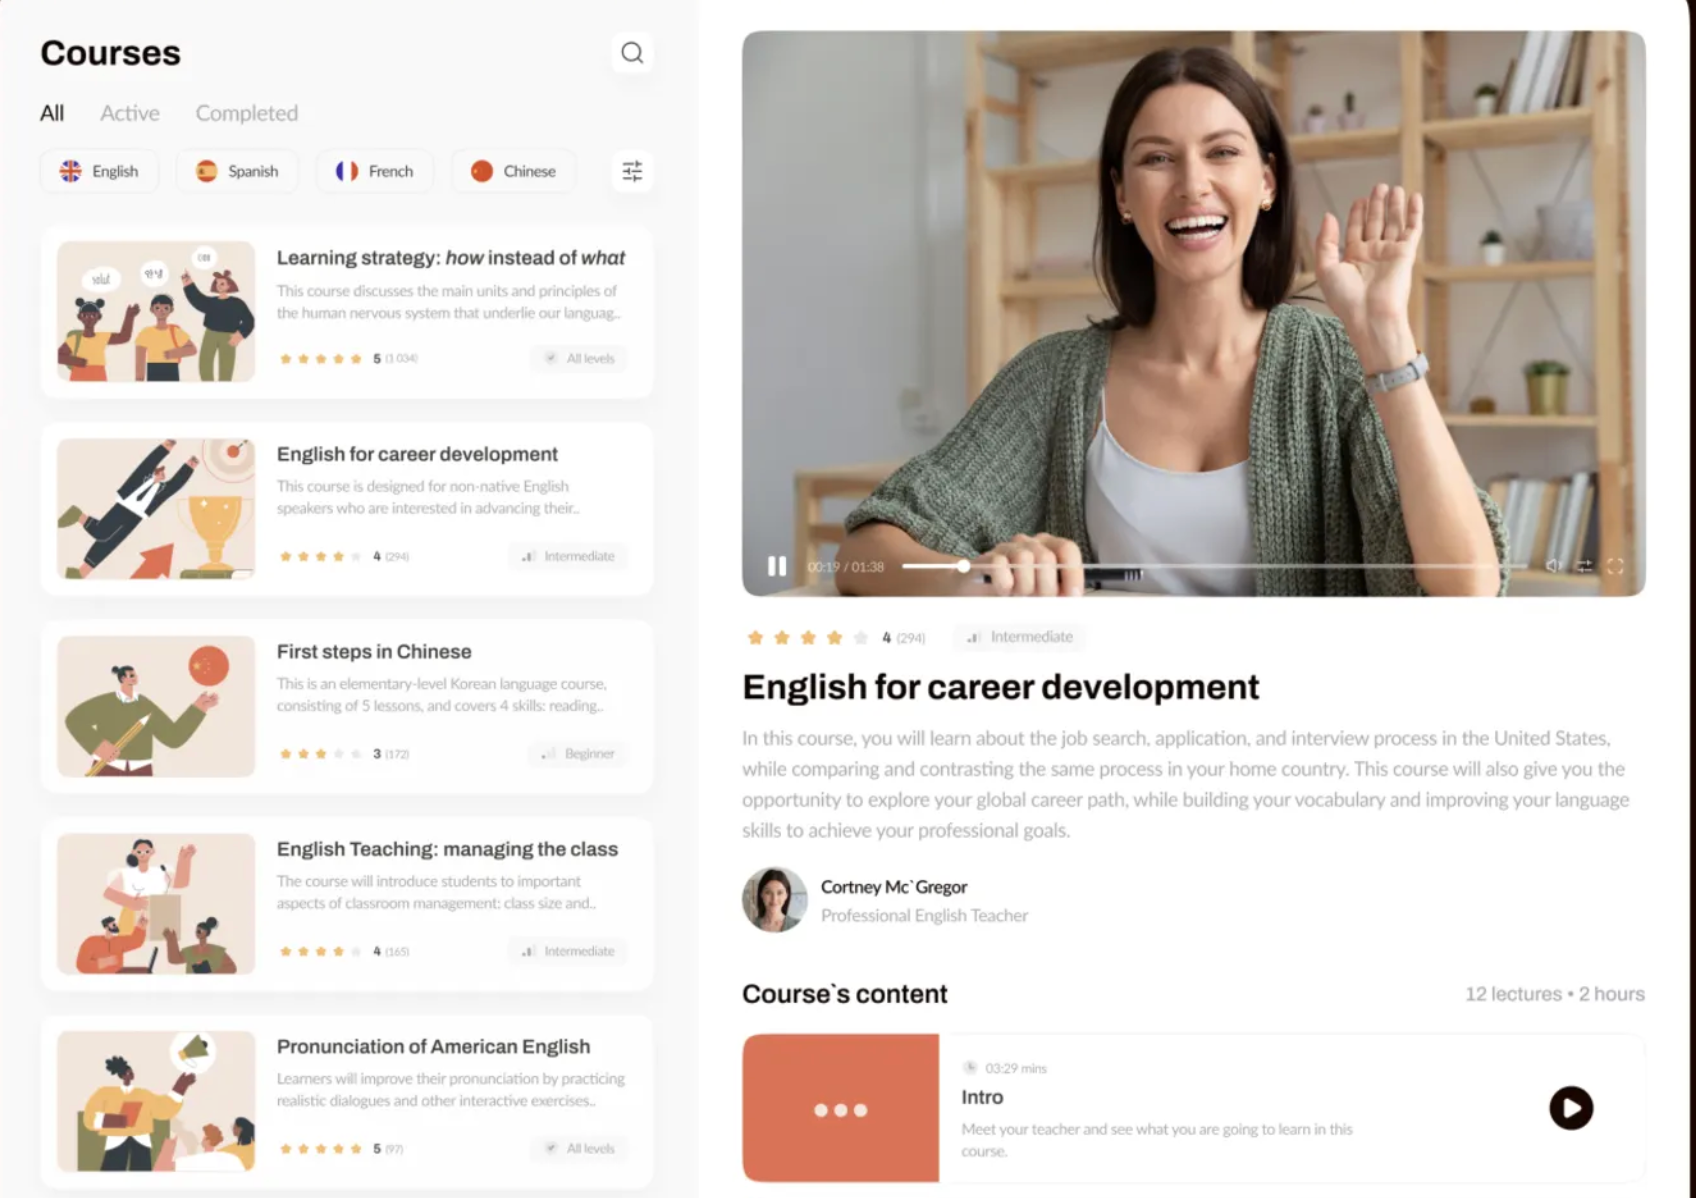 Courses
All Active Completed
English Spanish French Chinese
salut 안녕
Learning strategy: how instead of what
This course discusses the main units and principles of
the human nervous system that underlie our languag..
5 (1 034) All levels
English for career development
This course is designed for non-native English
speakers who are interested in advancing their..
4 (294) Intermediate
First steps in Chinese
This is an elementary-level Korean language course,
consisting of 5 lessons, and covers 4 skills: reading..
3 (172) Beginner
English Teaching: managing the class
The course will introduce students to important
aspects of classroom management: class size and..
4 (165) Intermediate
Pronunciation of American English
Learners will improve their pronunciation by practicing
realistic dialogues and other interactive exercises..
5 (97) All levels
00:19 / 01:38
4 (294) Intermediate
English for career development
In this course, you will learn about the job search, application, and interview process in the United States,
while comparing and contrasting the same process in your home country. This course will also give you the
opportunity to explore your global career path, while building your vocabulary and improving your language
skills to achieve your professional goals.
Cortney Mc`Gregor
Professional English Teacher
Course`s content 12 lectures • 2 hours
03:29 mins
Intro
Meet your teacher and see what you are going to learn in this
course.